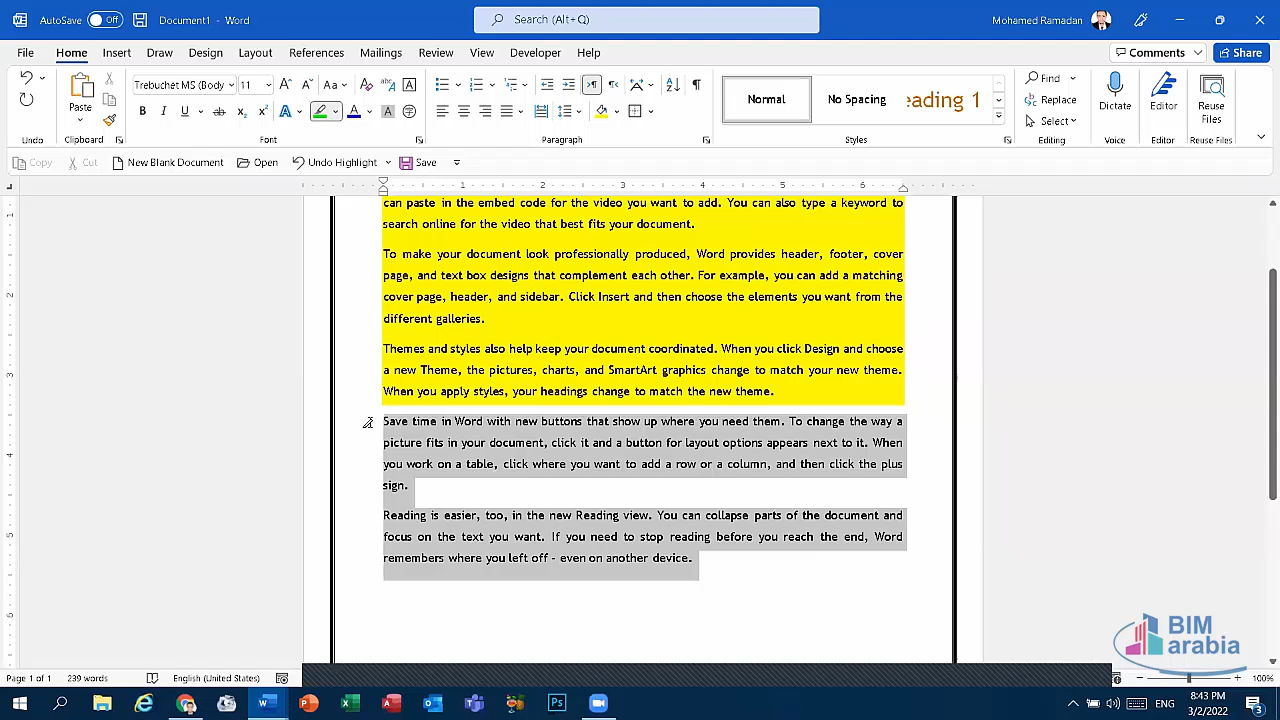 AutoSave Off Document1 - Word Search (Alt+Q) Mohamed Ramadan
File Home Insert Draw Design Layout References Mailings Review View Developer Help Comments Share
Trebuchet MS (Body 11 Aa Normal No Spacing eading 1 Find
Paste B I U ab A Replace Dictate Editor Reuse Files
Select
Undo Clipboard Font Paragraph Styles Editing Voice Editor Reuse Files
Copy Cut New Blank Document Open Undo Highlight Save
1 2 3 4 5 6
can paste in the embed code for the video you want to add. You can also type a keyword to
search online for the video that best fits your document.
To make your document look professionally produced, Word provides header, footer, cover
page, and text box designs that complement each other. For example, you can add a matching
cover page, header, and sidebar. Click Insert and then choose the elements you want from the
different galleries.
Themes and styles also help keep your document coordinated. When you click Design and choose
a new Theme, the pictures, charts, and SmartArt graphics change to match your new theme.
When you apply styles, your headings change to match the new theme.
Save time in Word with new buttons that show up where you need them. To change the way a
picture fits in your document, click it and a button for layout options appears next to it. When
you work on a table, click where you want to add a row or a column, and then click the plus
sign.
Reading is easier, too, in the new Reading view. You can collapse parts of the document and
focus on the text you want. If you need to stop reading before you reach the end, Word
remembers where you left off - even on another device.
BIM
arabia
Page 1 of 1 239 words English (United States) 100%
ENG 8:43 PM
3/2/2022